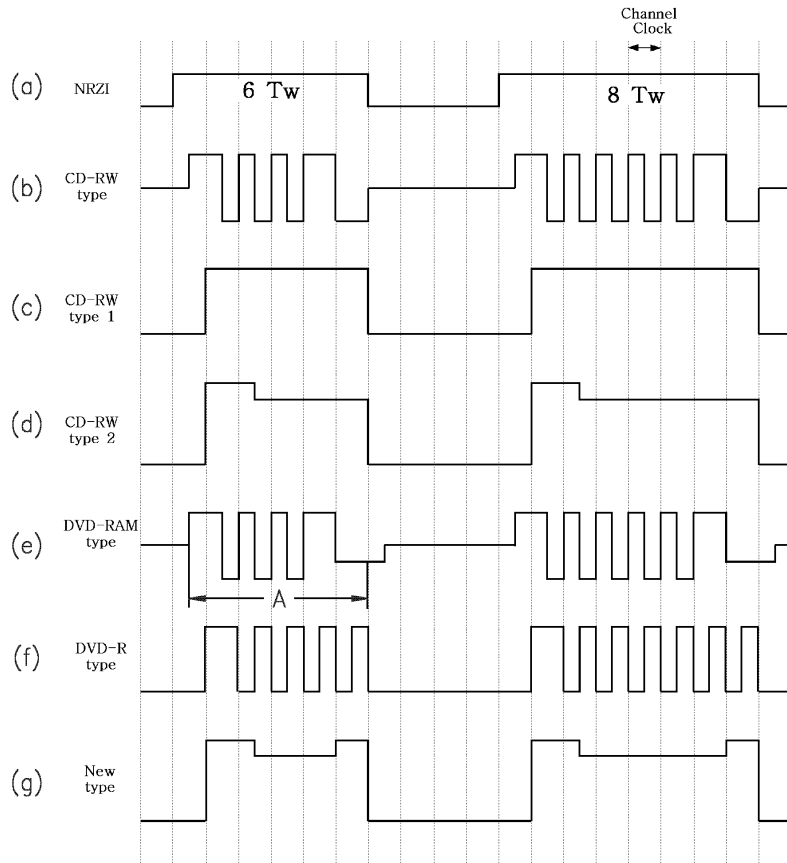 Channel
Clock
(a) NRZI 6 Tw 8 Tw
(b) CD-RW
type
(c) CD-RW
type 1
(d) CD-RW
type 2
(e) DVD-RAM
type
A
(f) DVD-R
type
(g) New
type